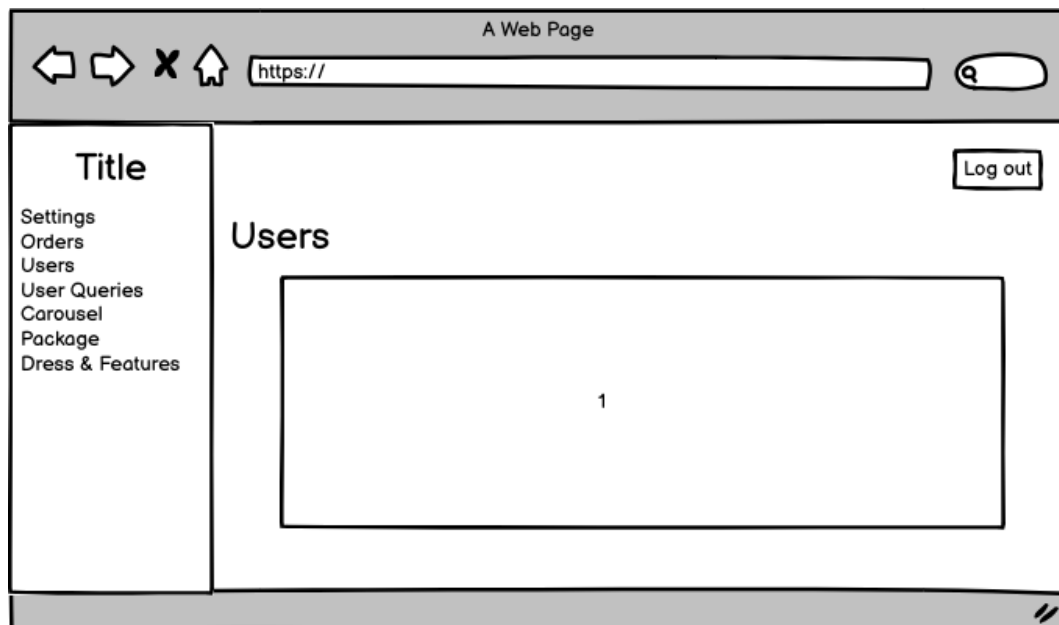 A Web Page
https://
Title
Settings
Orders
Users
User Queries
Carousel
Package
Dress & Features
Log out
Users
1